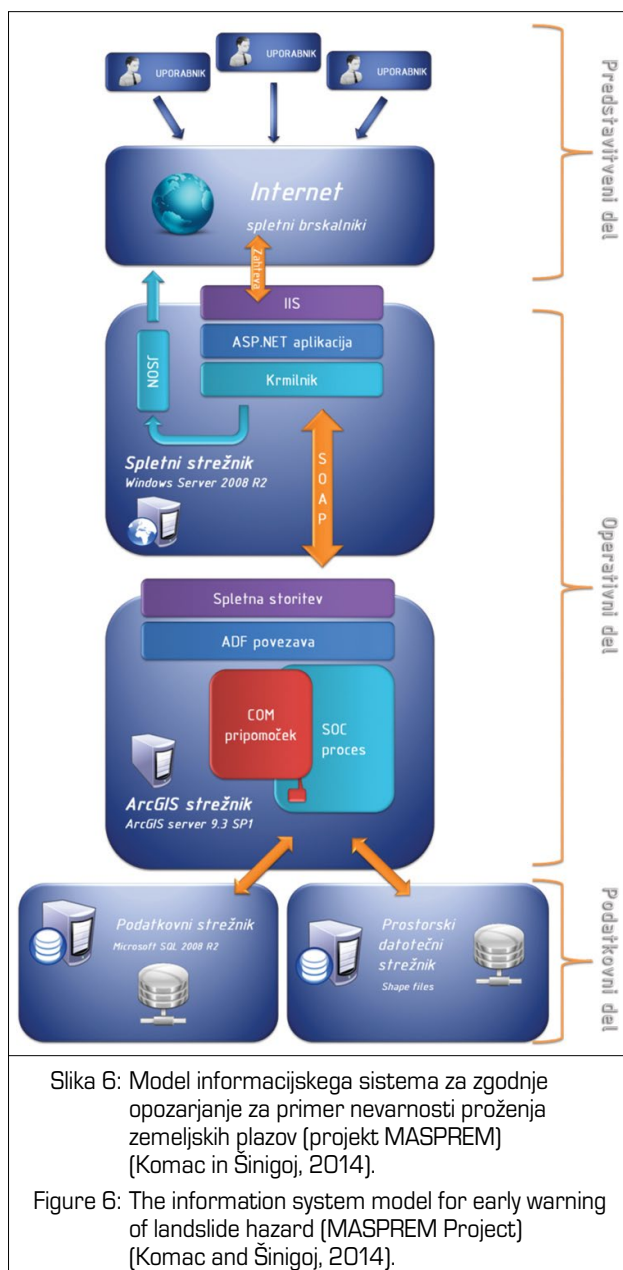 UPORABNIK
UPORABNIK
UPORABNIK
Predstavitveni del
Internet
spletni brskalniki
Zahteva
IIS
ASP.NET aplikacija
Krmilnik
JSON
SOAP
Spletni strežnik
Windows Server 2008 R2
Operativni del
Spletna storitev
ADF povezava
COM
pripomoček
SOC
proces
ArcGIS strežnik
ArcGIS server 9.3 SP1
Podatkovni strežnik
Microsoft SQL 2008 R2
Prostorski
datotečni
strežnik
Shape files
Podatkovni del
Slika 6: Model informacijskega sistema za zgodnje
opozarjanje za primer nevarnosti proženja
zemeljskih plazov (projekt MASPREM)
(Komac in Šinigoj, 2014).
Figure 6: The information system model for early warning
of landslide hazard (MASPREM Project)
(Komac and Šinigoj, 2014).